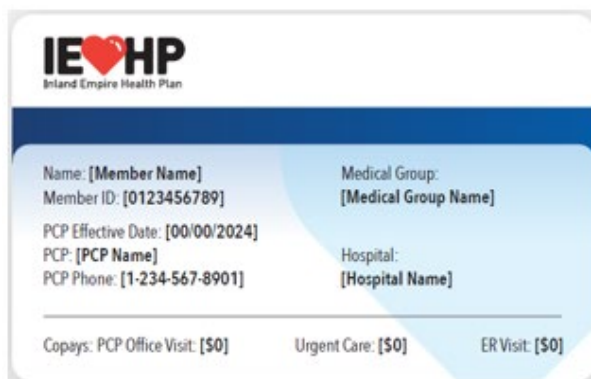 IEHP
Inland Empire Health Plan
Name: [Member Name]
Member ID: [0123456789]
PCP Effective Date: [00/00/2024]
PCP: [PCP Name]
PCP Phone: [1-234-567-8901]
Medical Group:
[Medical Group Name]
Hospital:
[Hospital Name]
Copays: PCP Office Visit: [$0] Urgent Care: [$0] ER Visit: [$0]